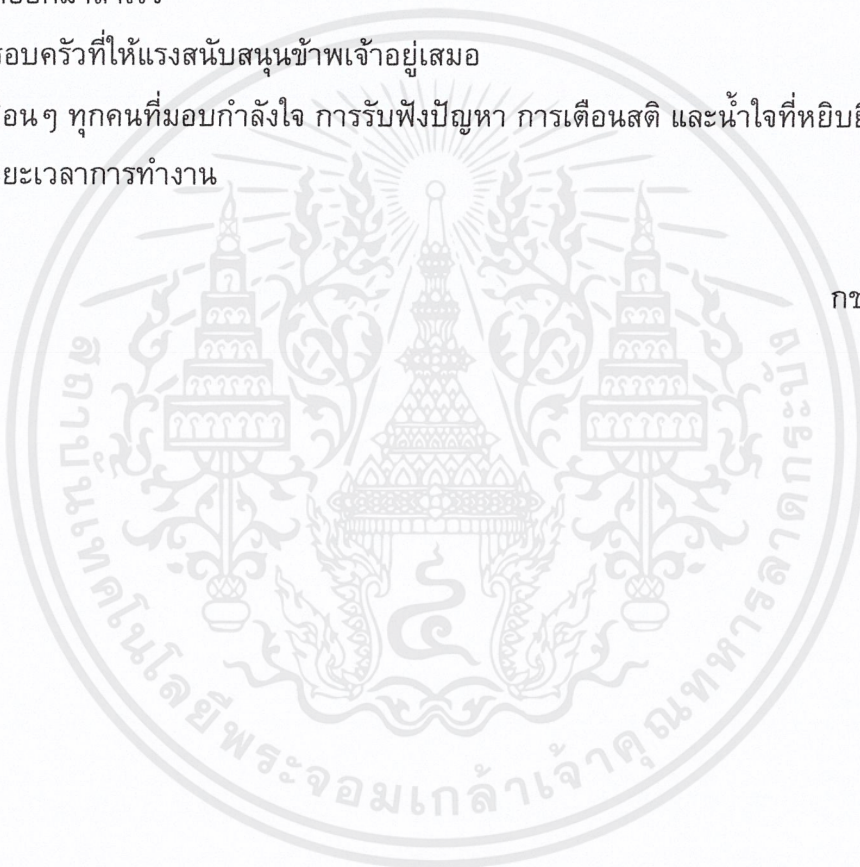 รอบครัวที่ให้แรงสนับสนุนข้าพเจ้าอยู่เสมอ
อนๆ ทุกคนที่มอบกำลังใจ การรับฟังปัญหา การเตือนสติ และน้ำใจที่หยิบยื
ยะเวลาการทำงาน
กช
สถาบันเทคโนโลยีพระจอมเกล้าเจ้าคุณทหารลาดกระบัง